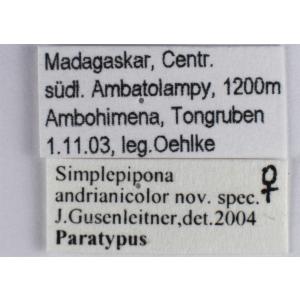 Madagaskar, Centr.
südl. Ambatolampy, 1200m
Ambohimena, Tongruben
1.11.03, leg.Oehlke
Simplepipona
andrianicolor nov. spec. ♀
J.Gusenleitner,det.2004
Paratypus